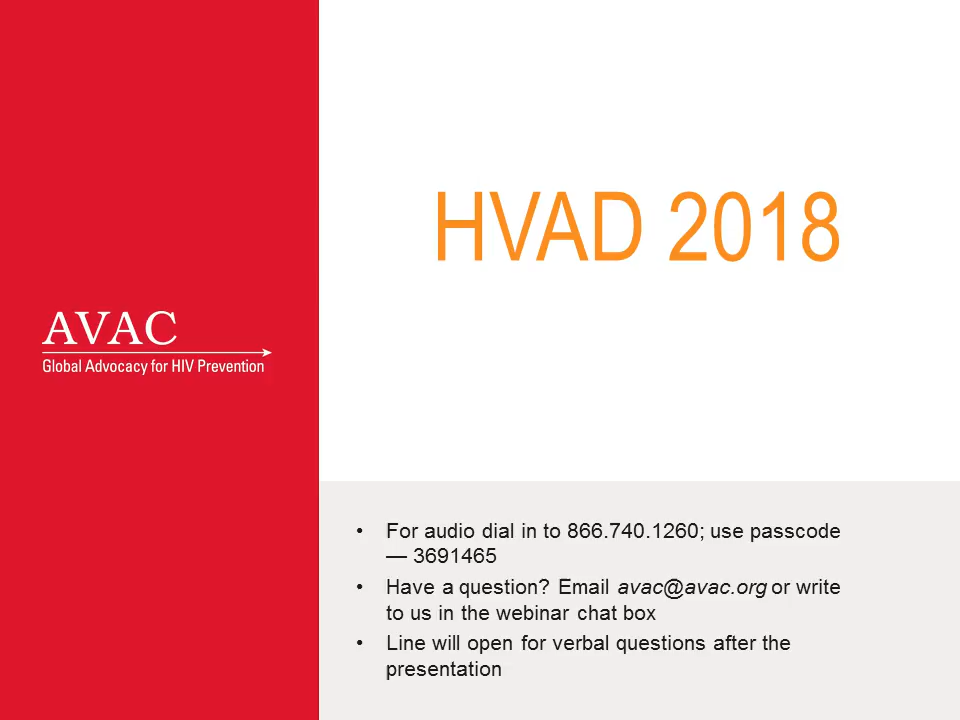 HVAD 2018
AVAC
Global Advocacy for HIV Prevention
• For audio dial in to 866.740.1260; use passcode
— 3691465
• Have a question? Email avac@avac.org or write
to us in the webinar chat box
• Line will open for verbal questions after the
presentation